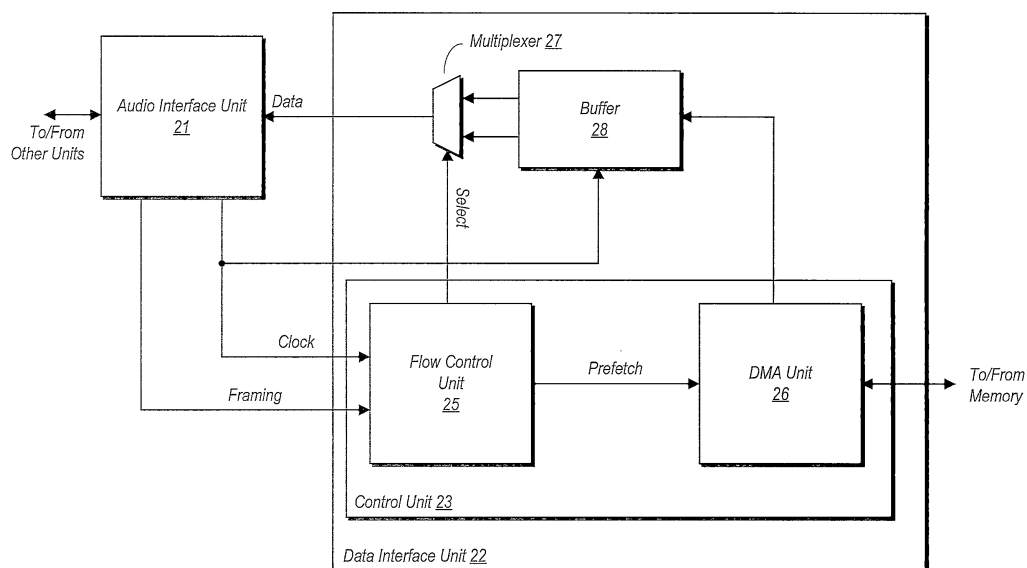 Multiplexer 27
Audio Interface Unit
21
Data
Buffer
28
To/From
Other Units
Select
Clock
Flow Control
Unit
25
Prefetch
DMA Unit
26
To/From
Memory
Framing
Control Unit 23
Data Interface Unit 22